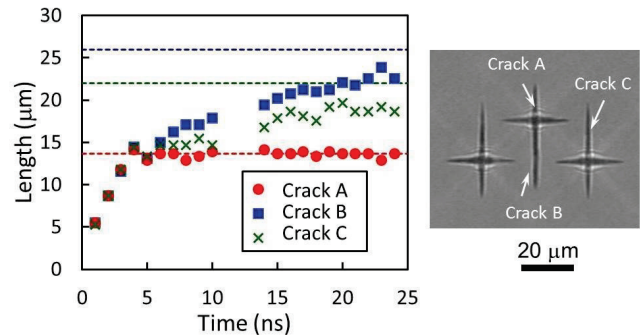 30
25
20
15
10
5
0
Length (μm)
0 5 10 15 20 25
Time (ns)
Crack A
Crack B
Crack C
Crack A
Crack C
Crack B
20 μm